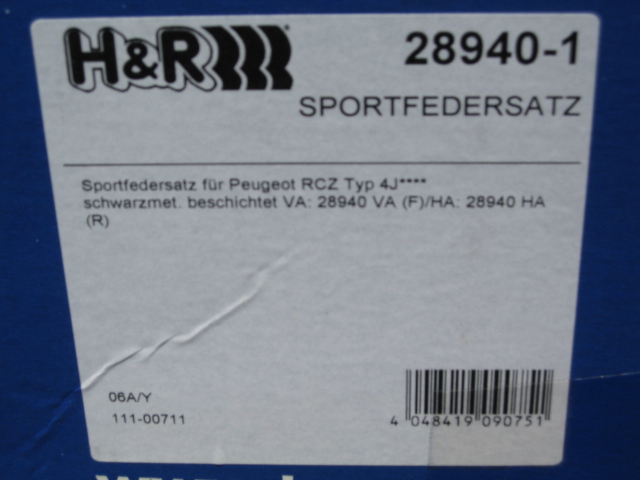 H&R
28940-1
SPORTFEDERSATZ
Sportfedersatz für Peugeot RCZ Typ 4J****
schwarzmet. beschichtet VA: 28940 VA (F)/HA: 28940 HA
(R)
06A/Y
111-00711
4 048419 090751